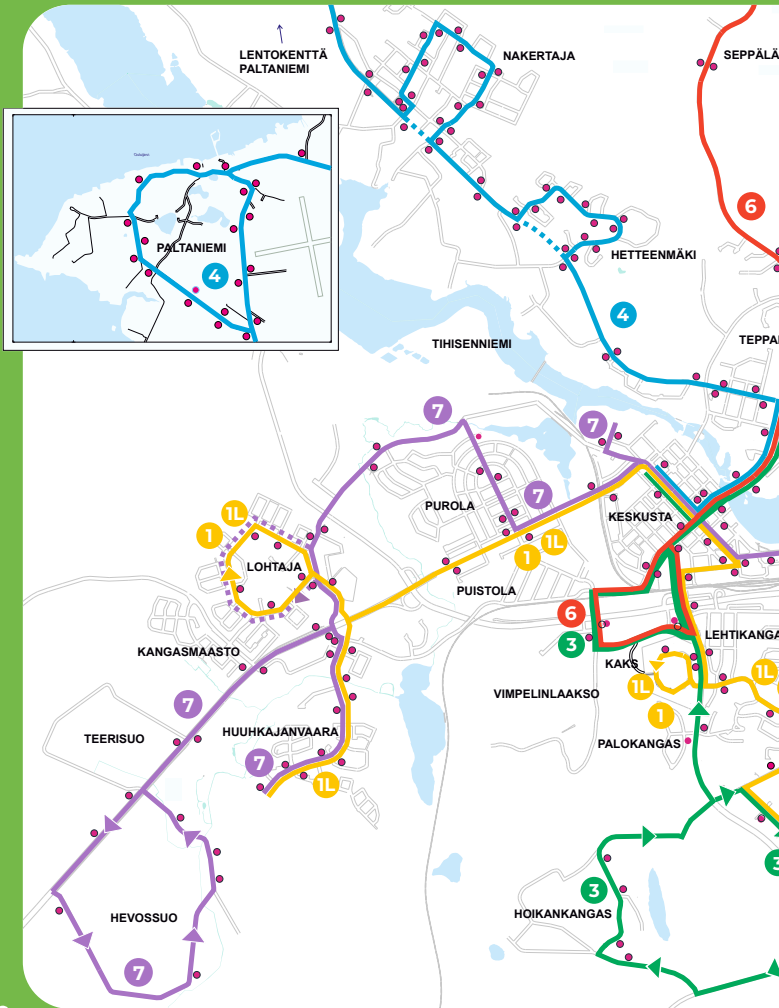 LENTOKENTTÄ
PALTANIEMI
NAKERTAJA
SEPPÄLÄ
6
PALTANIEMI
4
HETTEENMÄKI
4
TIHISENNIEMI
TEPPA
7
7
PUROLA
7
KESKUSTA
1L
1
LOHTAJA
1L
1
PUISTOLA
6
3
LEHTIKANGA
KANGASMAASTO
KAKS
1L
1L
VIMPELINLAAKSO
1
7
HUUHKAJANVAARA
TEERISUO
PALOKANGAS
7
1L
3
3
HOIKANKANGAS
HEVOSSUO
7